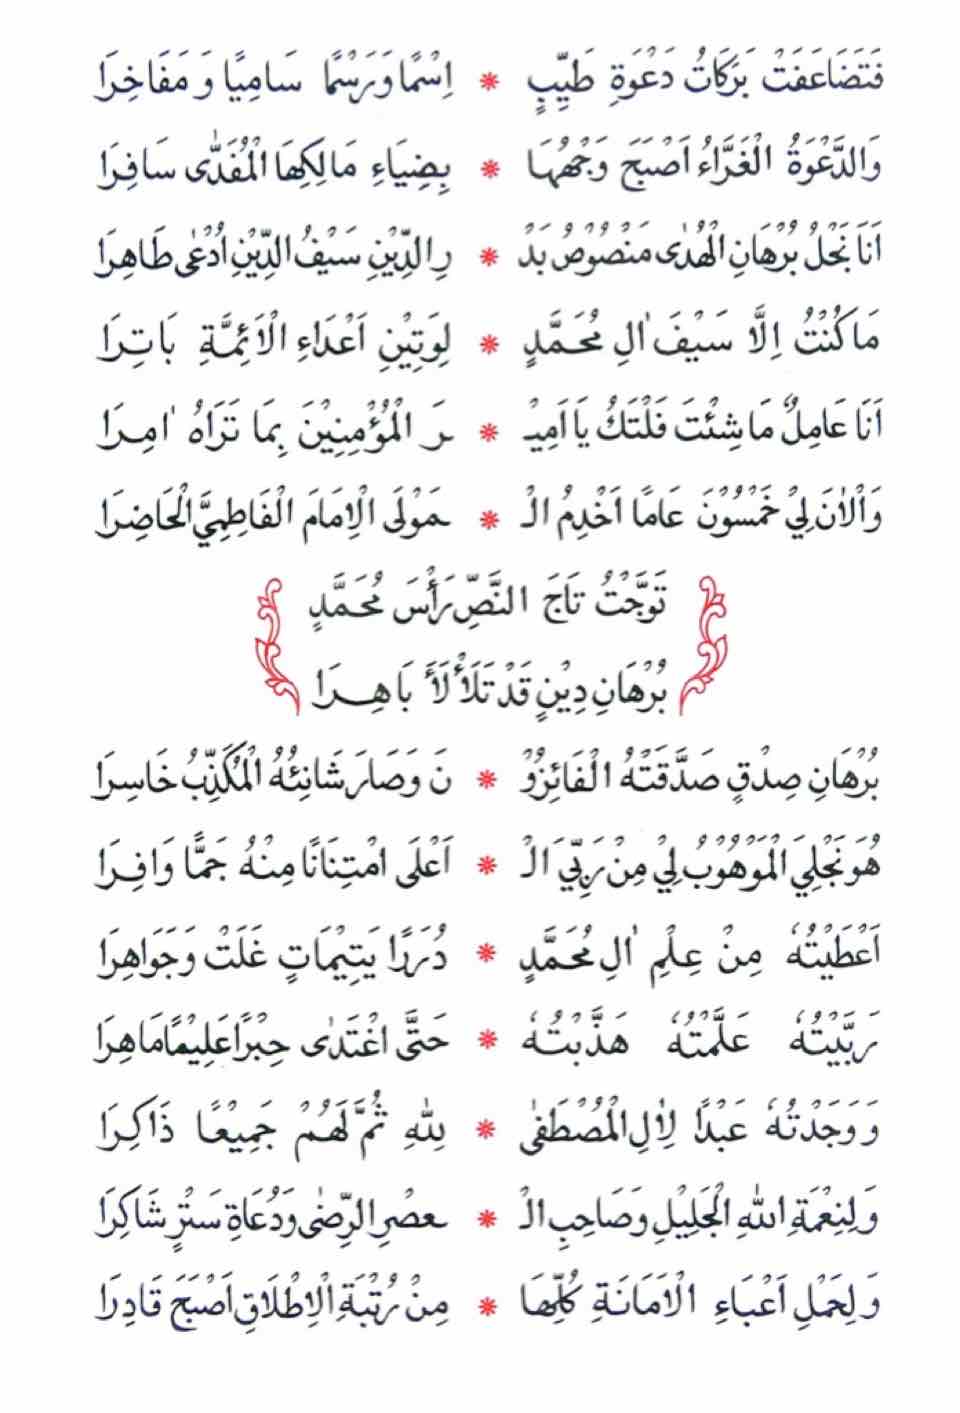 فَتَضَاعَفَتْ بَرَكَاتُ دَعْوَةِ طَيِّبٍ * اِسْمًا وَرَسْمًا سَامِيًا وَمَفَاخِرَا
وَالدَّعْوَةُ الْغَرَّاءُ اَصْبَحَ وَجْهُهَا * بِضِيَاءِ مَالِكِهَا الْمُفَدّٰى سَافِرَا
اَنَا نَجْلُ بُرْهَانِ الْهُدٰى مَنْصُوْصُ بَدْ * رِ الدِّيْنِ سَيْفُ الدِّيْنِ اُدْعٰى طَاهِرَا
مَا كُنْتُ اِلَّا سَيْفَ اٰلِ مُحَمَّدٍ * لِوَتِيْنِ اَعْدَاءِ الْاَئِمَّةِ بَاتِرَا
اَنَا عَامِلٌ مَا شِئْتَ فَلْتَكُ يَا اَمِيْـ * ـرَ الْمُؤْمِنِيْنَ بِمَا تَرَاهُ اٰمِرَا
وَالْاٰنَ لِيْ خَمْسُوْنَ عَامًا اَخْدِمُ الْـ * ـمَوْلَى الْاِمَامَ الْفَاطِمِيَّ الْحَاضِرَا
تَوَّجْتُ تَاجَ النَّصِّ رَأْسَ مُحَمَّدٍ
بُرْهَانِ دِيْنٍ قَدْ تَلَأْلَأَ بَاهِرَا
بُرْهَانِ صِدْقٍ صَدَّقَتْهُ الْفَائِزُوْ * نَ وَصَارَ شَانِئُهُ الْمُكَذِّبُ خَاسِرَا
هُوَ نَجْلِيَ الْمَوْهُوْبُ لِيْ مِنْ رَبِّيَ الْـ * اَعْلَى امْتِنَانًا مِنْهُ جَمًّا وَافِرَا
اَعْطَيْتُهُ مِنْ عِلْمِ اٰلِ مُحَمَّدٍ * دُرَرًا يَتِيْمَاتٍ غَلَتْ وَجَوَاهِرَا
رَبَّيْتُهُ عَلَّمْتُهُ هَذَّبْتُهُ * حَتَّى اغْتَدٰى حِبْرًا عَلِيْمًا مَاهِرَا
وَوَجَدْتُهُ عَبْدًا لِاٰلِ الْمُصْطَفٰى * لِلّٰهِ ثُمَّ لَهُمْ جَمِيْعًا ذَاكِرَا
وَلِنِعْمَةِ اللهِ الْجَلِيْلِ وَصَاحِبِ الْـ * ـعصْرِ الرِّضٰى وَدُعَاةِ سَتْرٍ شَاكِرَا
وَلِحَمْلِ اَعْبَاءِ الْاَمَانَةِ كُلِّهَا * مِنْ رُتْبَةِ الْاِطْلَاقِ اَصْبَحَ قَادِرَا